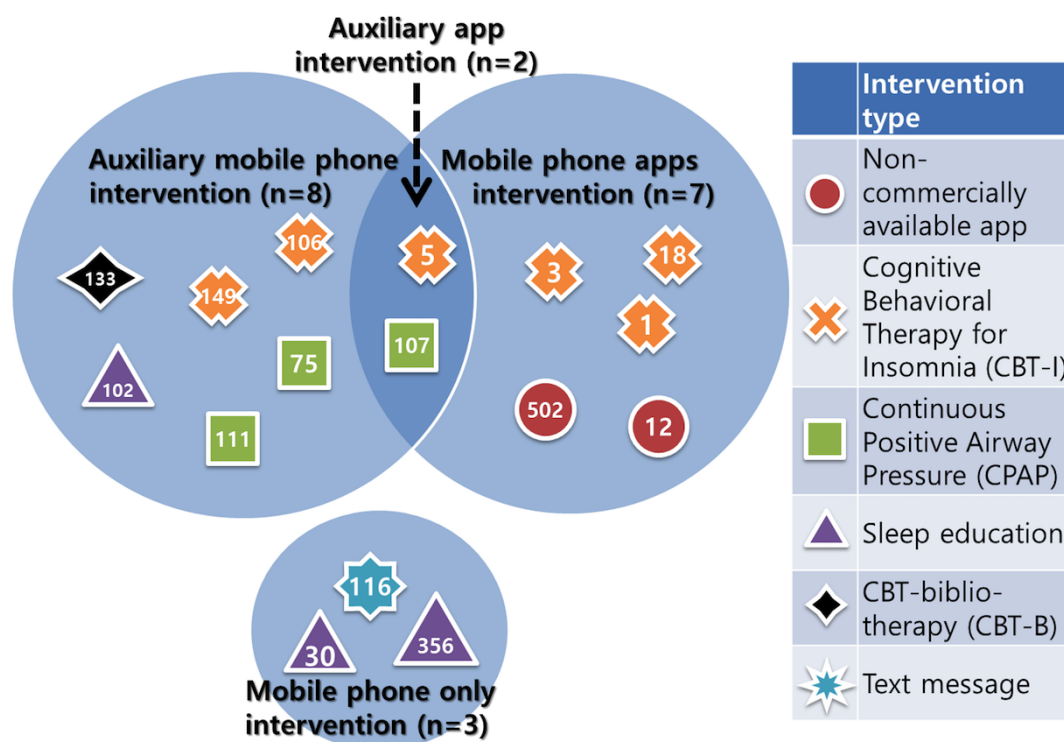 Auxiliary app
intervention (n=2)
Auxiliary mobile phone
intervention (n=8)
Mobile phone apps
intervention (n=7)
106
5
18
133
3
149
1
107
75
102
502
12
111
116
30
356
Mobile phone only
intervention (n=3)
Intervention
type
Non-
commercially
available app
Cognitive
Behavioral
Therapy for
Insomnia (CBT-I)
Continuous
Positive Airway
Pressure (CPAP)
Sleep education
CBT-biblio-
therapy (CBT-B)
Text message